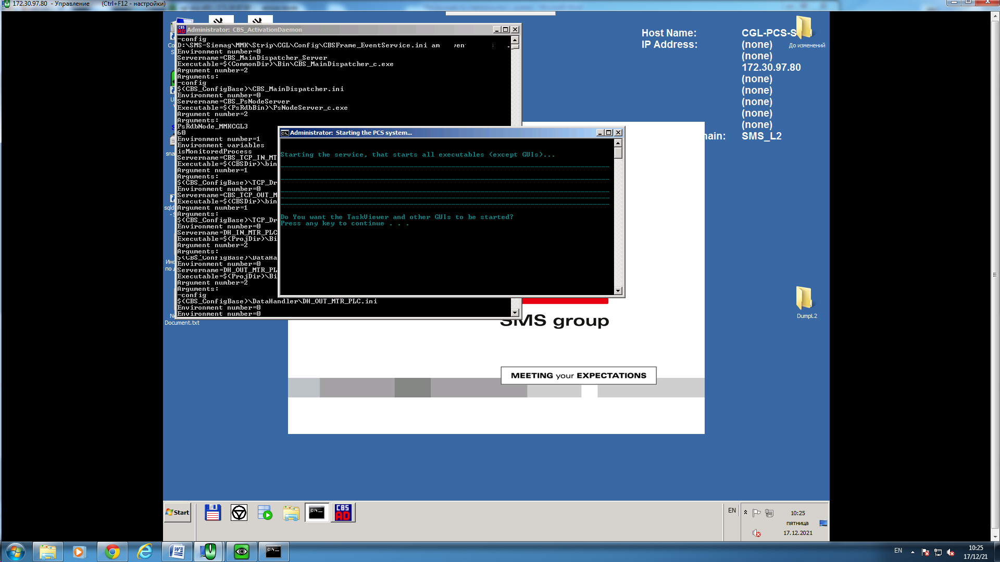 172.30.97.80 - Управление (Ctrl+F12 - настройки)
Administrator: CBS_ActivationDaemon
-config
D:\SMS-Siemag\MMK\Strip\CGL\Config\CBSFrame_EventService.ini
Environment number=0
Servername=CBS_MainDispatcher_Server
Executable=$(CommonDir)\Bin\CBS_MainDispatcher_c.exe
Argument number=2
Arguments:
-config
$(CBS_ConfigBase)\CBS_MainDispatcher.ini
Environment number=0
Servername=CBS_PsNodeServer
Executable=$(PsRdbBin)\PsNodeServer_c.exe
Argument number=2
Arguments:
PsRdbNode_MMKCGL3
60
Environment number=1
Environment variables
isMonitoredProcess
Servername=CBS_TCP_IN_MT
Executable=$(CBSDir)\bin
Argument number=1
Arguments:
$(CBS_ConfigBase)\TCP_Dr
Environment number=0
Servername=CBS_TCP_OUT_M
Executable=$(CBSDir)\bin
Argument number=1
Arguments:
$(CBS_ConfigBase)\TCP_Dr
Environment number=0
Servername=DH_IN_MTR_PLC
Executable=$(ProjDir)\Bi
Argument number=2
Arguments:
$(CBS_ConfigBase)\DataHa
Environment number=0
Servername=DH_OUT_MTR_PL
Executable=$(ProjDir)\Bi
Argument number=2
Arguments:
-config
$(CBS_ConfigBase)\DataHandler\DH_OUT_MTR_PLC.ini
Environment number=0
Environment number=0
Administrator: Starting the PCS system...
Starting the service, that starts all executables (except GUIs)...
Do You want the TaskViewer and other GUIs to be started?
Press any key to continue . . .
Host Name: CGL-PCS-S
IP Address: (none)
(none)
172.30.97.80
(none)
(none)
(none)
(none)
(none)
main: SMS_L2
До изменений
DumpL2
Document.txt
SMS group
MEETING your EXPECTATIONS
Start
CBS AD
EN
10:25
пятница
17.12.2021
EN
10:25
17/12/21